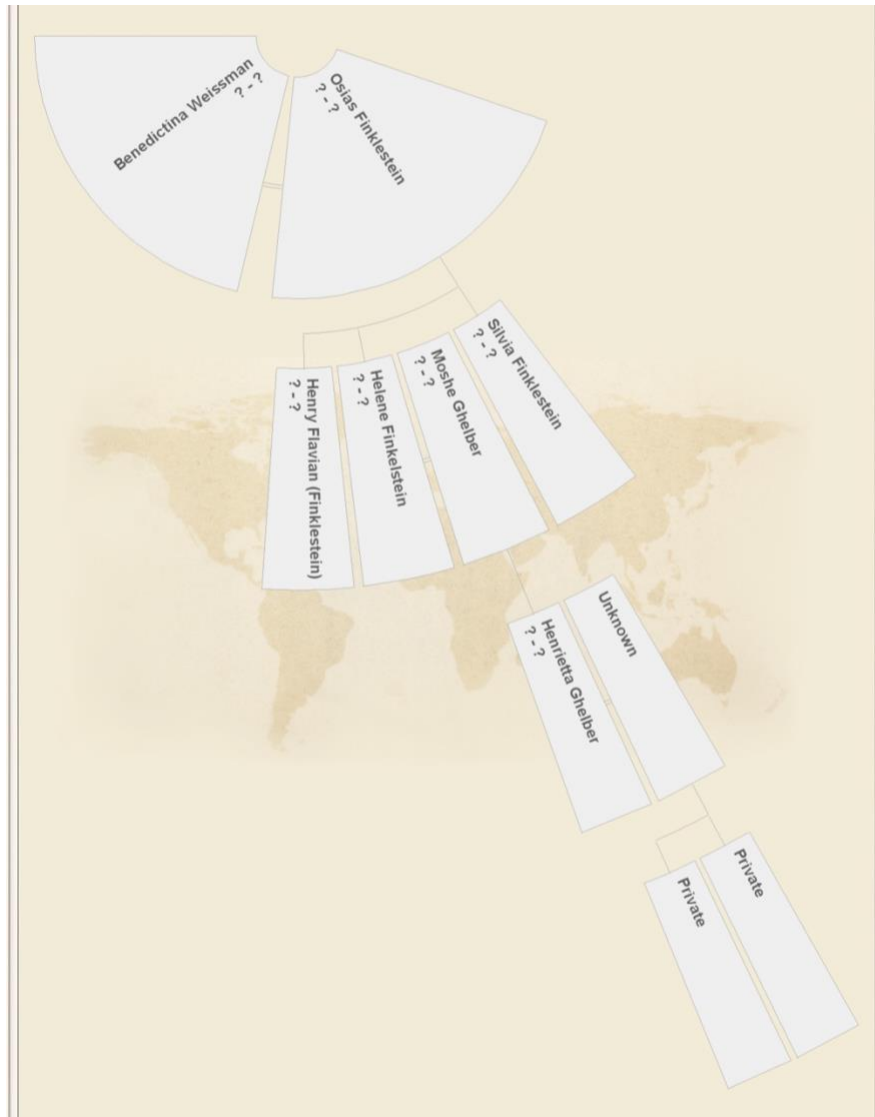 Benedictina Weissman
? - ?
Osias Finklestein
? - ?
Silvia Finklestein
? - ?
Moshe Ghelber
? - ?
Helene Finkelstein
? - ?
Henry Flavian (Finklestein)
? - ?
Unknown
Henrietta Ghelber
? - ?
Private
Private